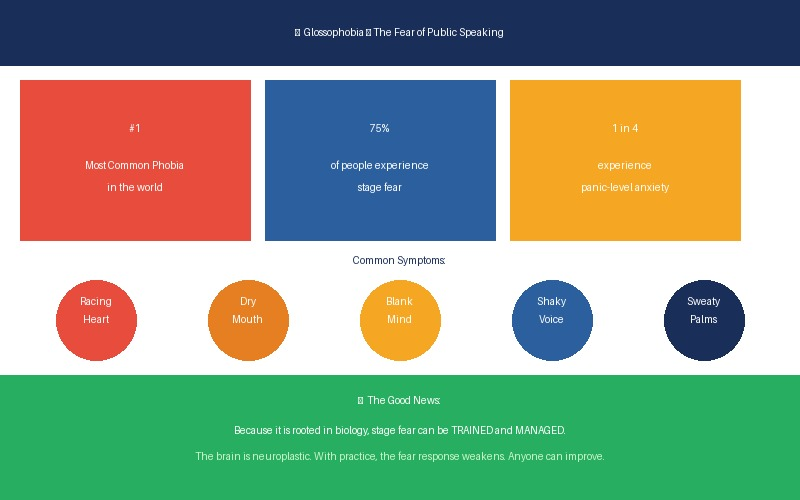 Glossophobia The Fear of Public Speaking
#1
Most Common Phobia
in the world
75%
of people experience
stage fear
1 in 4
experience
panic-level anxiety
Common Symptoms:
Racing
Heart
Dry
Mouth
Blank
Mind
Shaky
Voice
Sweaty
Palms
The Good News:
Because it is rooted in biology, stage fear can be TRAINED and MANAGED.
The brain is neuroplastic. With practice, the fear response weakens. Anyone can improve.